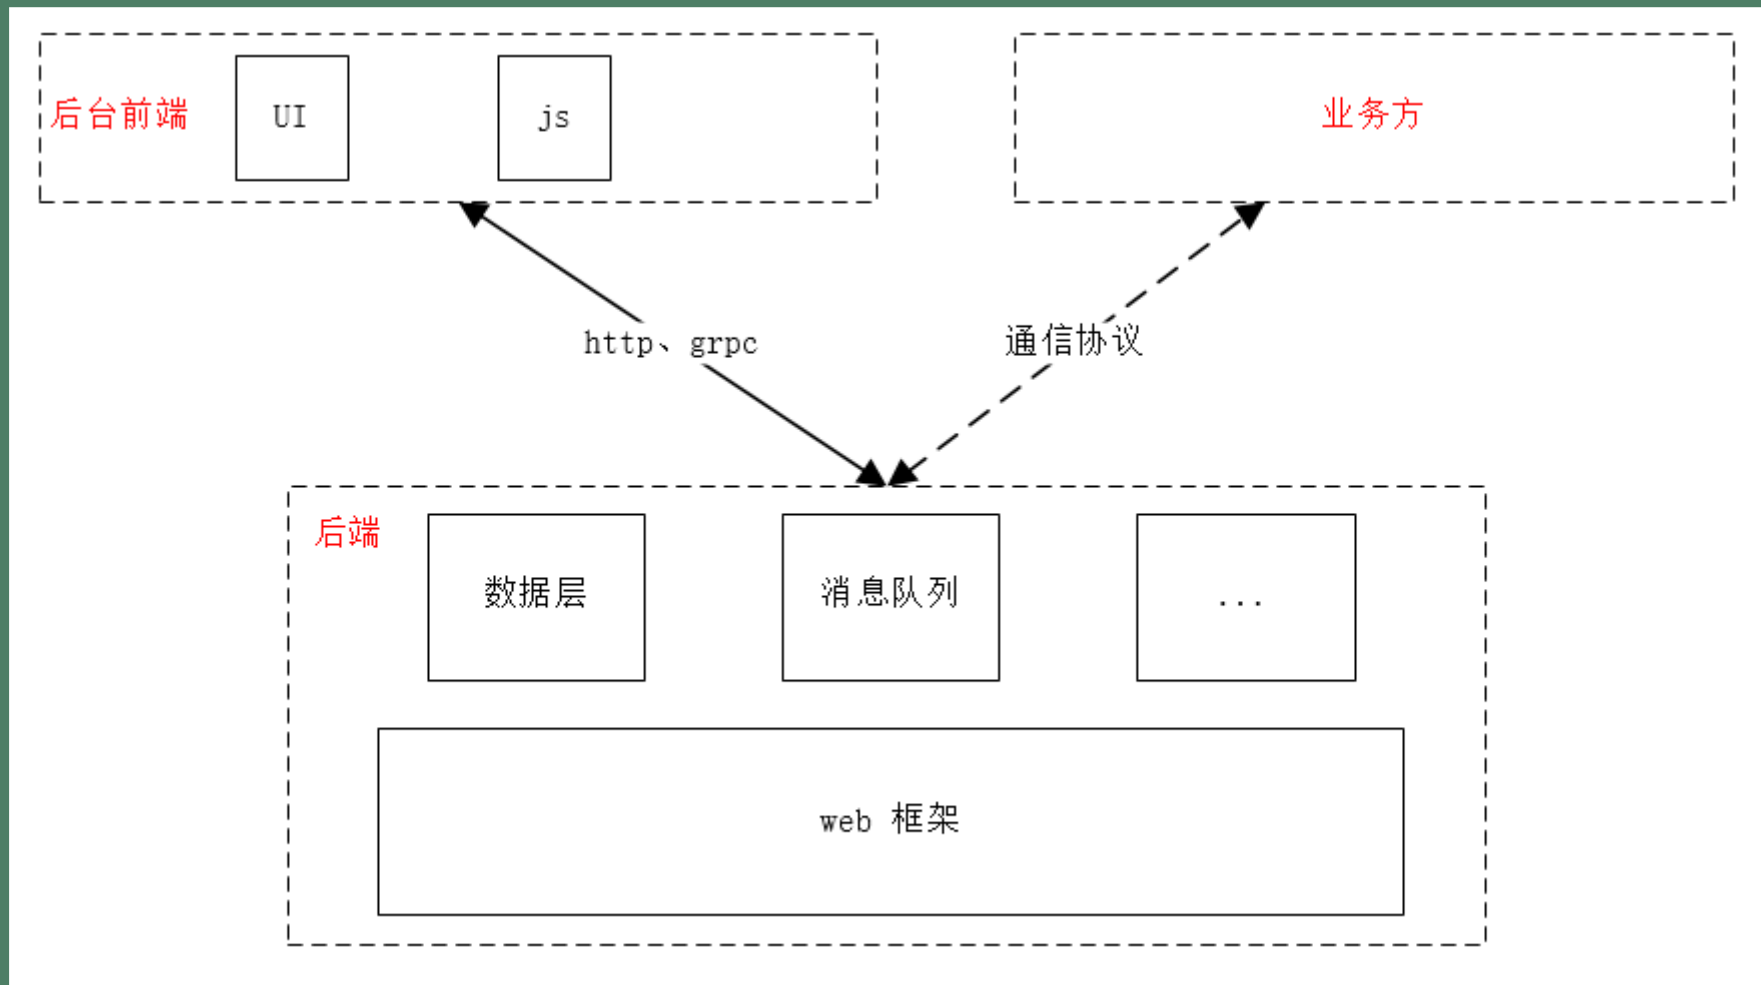 后台前端
UI
js
业务方
http、grpc
通信协议
后端
数据层
消息队列
...
web 框架